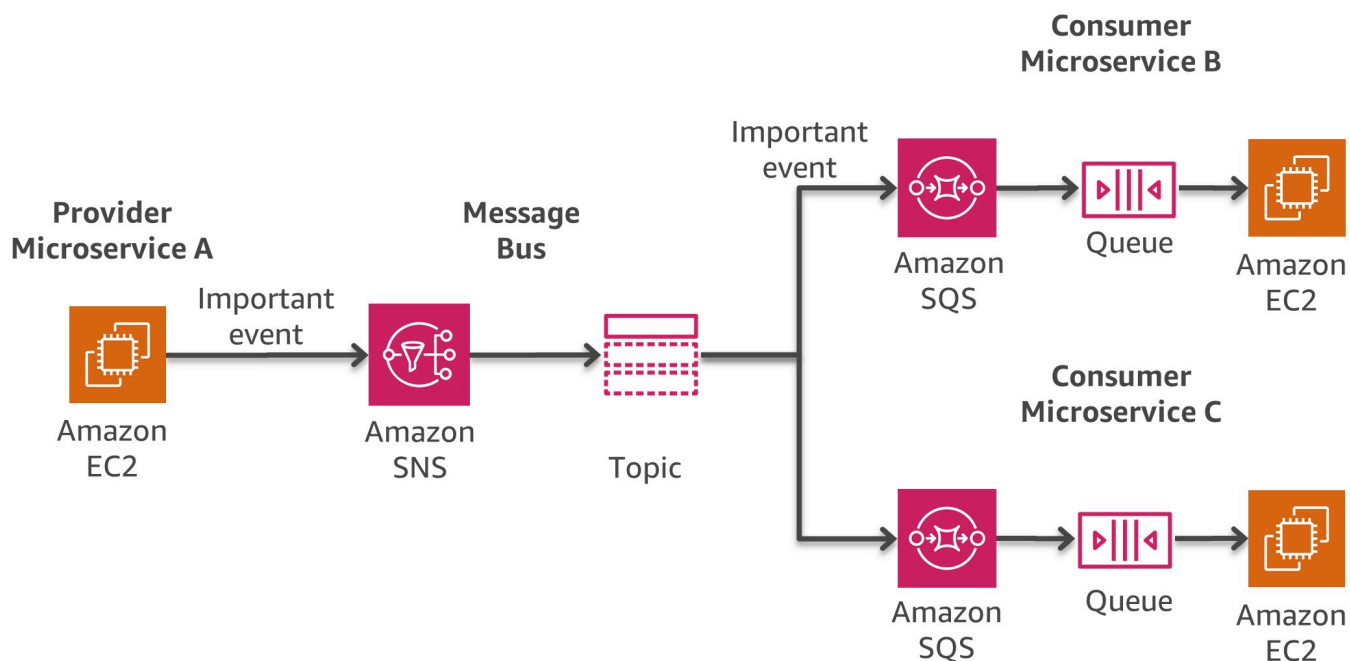 Consumer
Microservice B
Important
event
Amazon
SQS
Queue
Amazon
EC2
Provider
Microservice A
Message
Bus
Important
event
Amazon
EC2
Amazon
SNS
Topic
Consumer
Microservice C
Amazon
SQS
Queue
Amazon
EC2